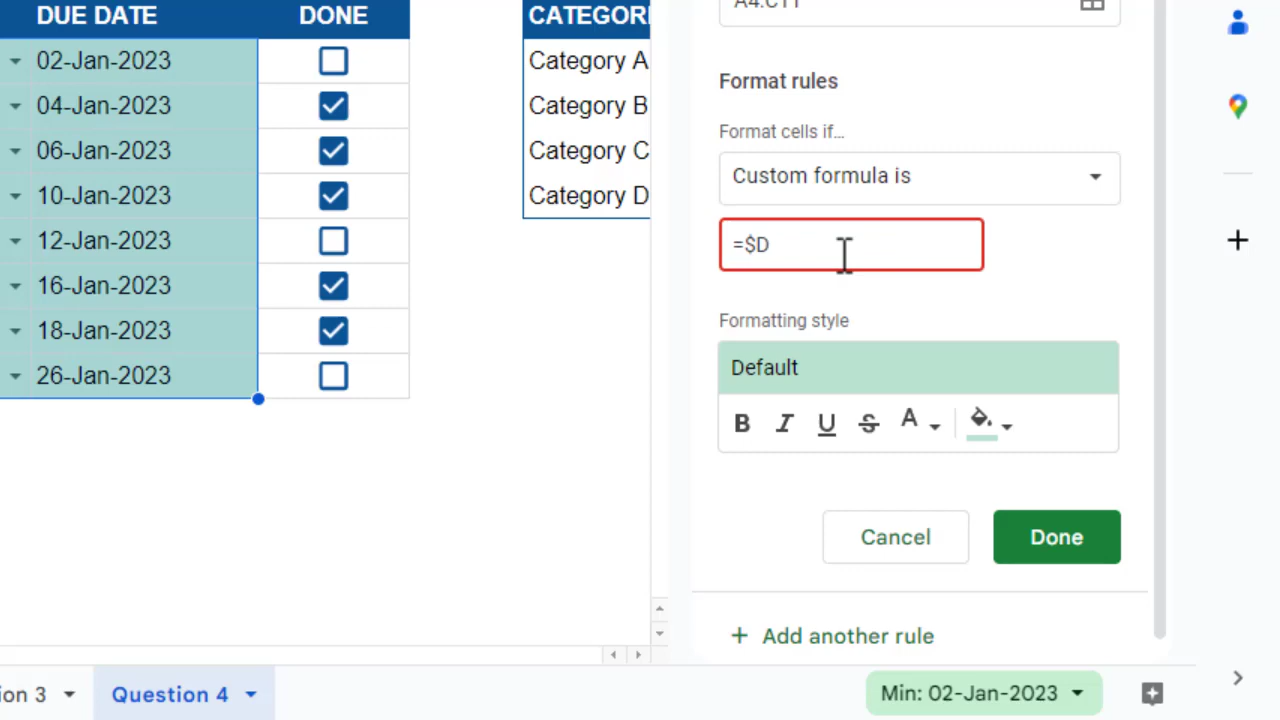 DUE DATE DONE CATEGORI
02-Jan-2023 Category A
04-Jan-2023 Category B
06-Jan-2023 Category C
10-Jan-2023 Category D
12-Jan-2023
16-Jan-2023
18-Jan-2023
26-Jan-2023
Format rules
Format cells if…
Custom formula is
=$D
Formatting style
Default
B I U S A
Cancel Done
+ Add another rule
ion 3 Question 4 Min: 02-Jan-2023